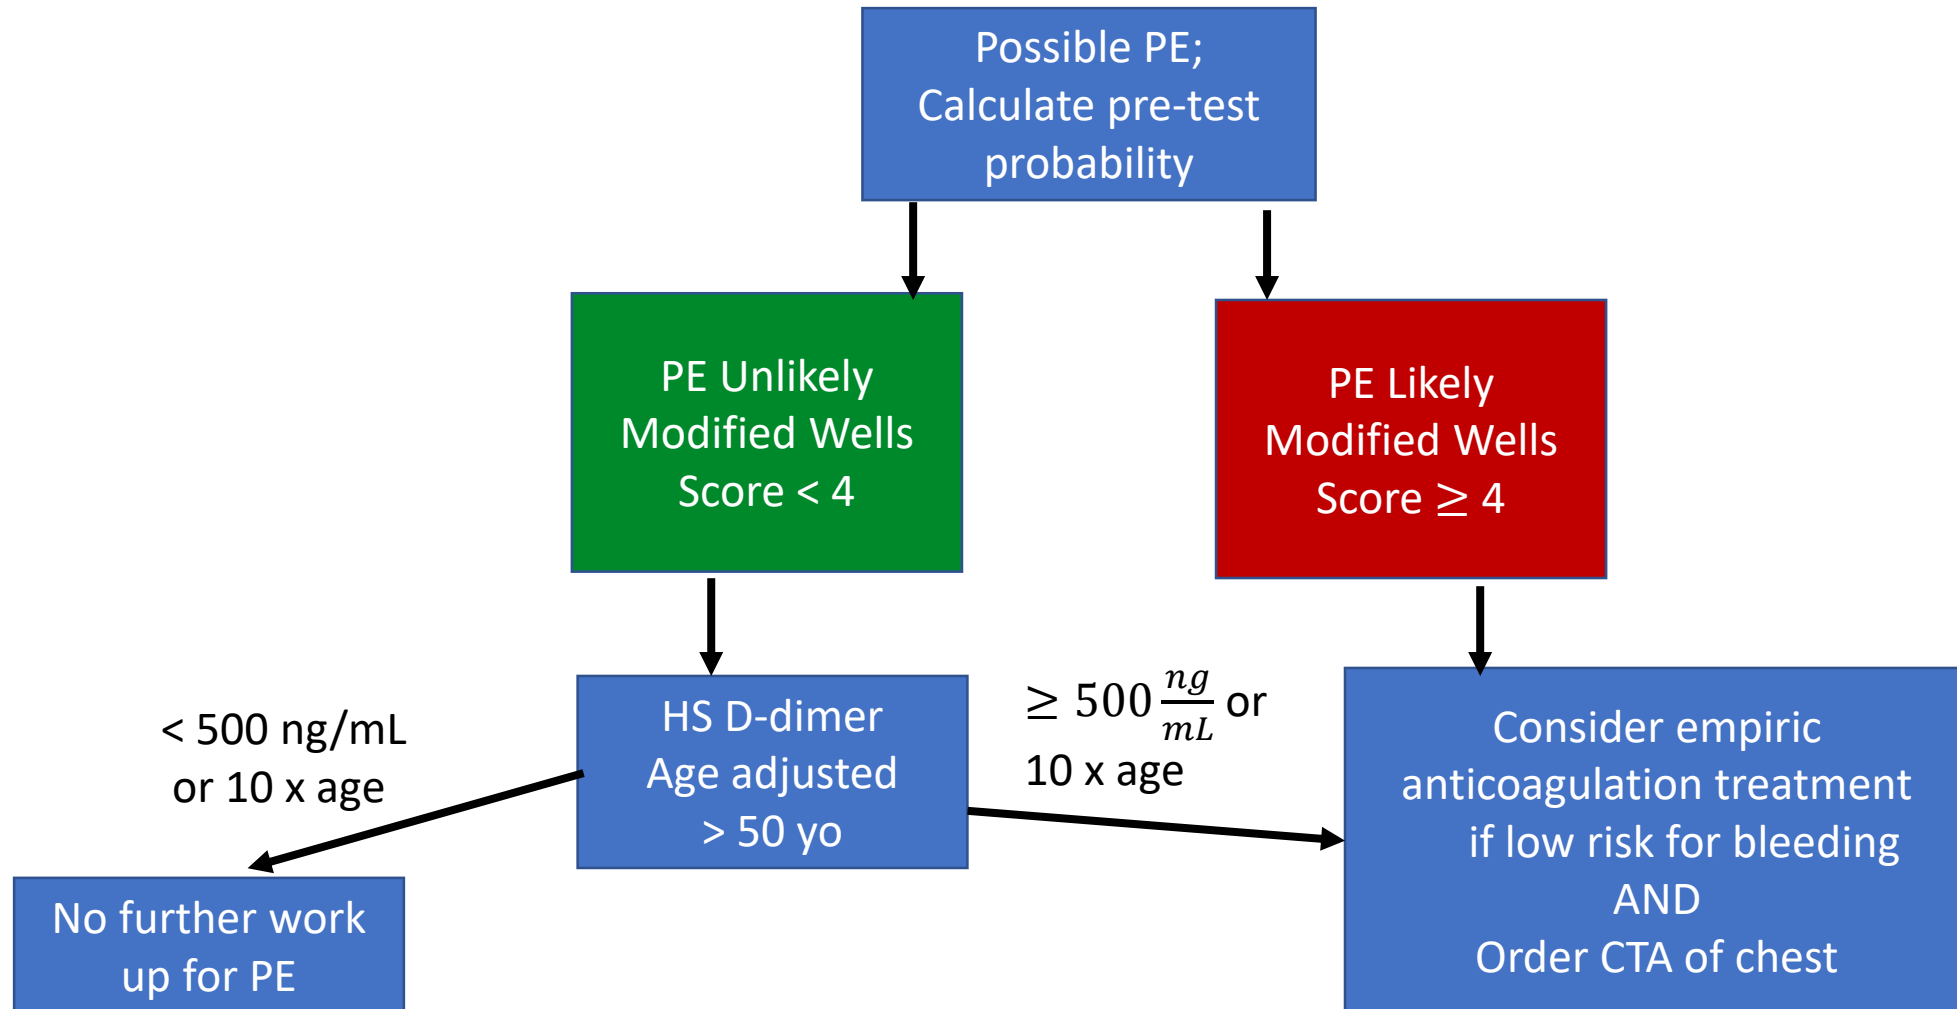 Possible PE;
Calculate pre-test
probability
PE Unlikely
Modified Wells
Score < 4
PE Likely
Modified Wells
Score ≥ 4
< 500 ng/mL
or 10 x age
HS D-dimer
Age adjusted
> 50 yo
≥ 500 ng/mL or
10 x age
No further work
up for PE
Consider empiric
anticoagulation treatment
if low risk for bleeding
AND
Order CTA of chest